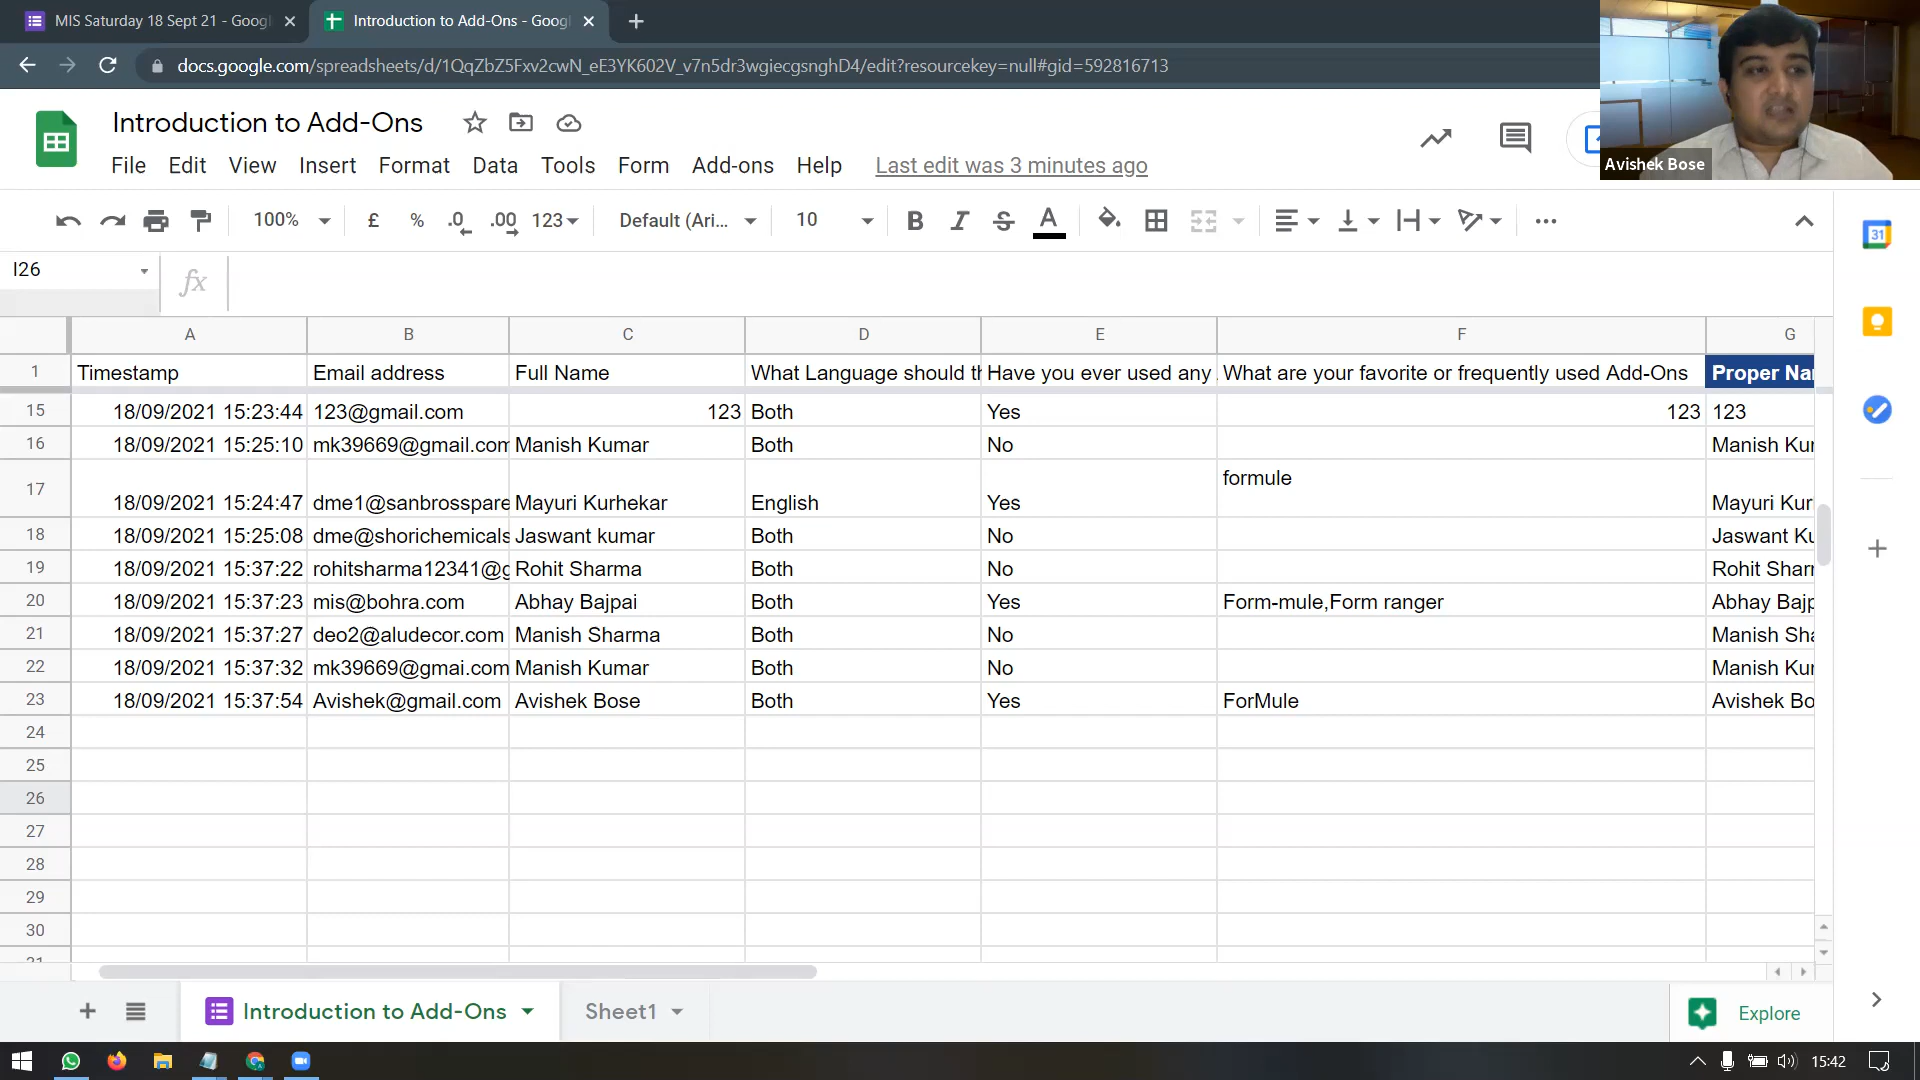 MIS Saturday 18 Sept 21 - Goog
Introduction to Add-Ons - Goog
docs.google.com/spreadsheets/d/1QqZbZ5Fxv2cwN_eE3YK602V_v7n5dr3wgiecgsnghD4/edit?resourcekey=null#gid=592816713
Avishek Bose
Introduction to Add-Ons
File Edit View Insert Format Data Tools Form Add-ons Help Last edit was 3 minutes ago
100% £ % .0 .00 123 Default (Ari... 10 B I S A
31
I26 fx
A B C D E F G
1 Timestamp Email address Full Name What Language should th Have you ever used any What are your favorite or frequently used Add-Ons Proper Na
15 18/09/2021 15:23:44 123@gmail.com 123 Both Yes 123 123
16 18/09/2021 15:25:10 mk39669@gmail.com Manish Kumar Both No Manish Kur
17 18/09/2021 15:24:47 dme1@sanbrosspare Mayuri Kurhekar English Yes formule Mayuri Kur
18 18/09/2021 15:25:08 dme@shorichemicals Jaswant kumar Both No Jaswant Ku
19 18/09/2021 15:37:22 rohitsharma12341@g Rohit Sharma Both No Rohit Sharr
20 18/09/2021 15:37:23 mis@bohra.com Abhay Bajpai Both Yes Form-mule,Form ranger Abhay Bajp
21 18/09/2021 15:37:27 deo2@aludecor.com Manish Sharma Both No Manish Sha
22 18/09/2021 15:37:32 mk39669@gmai.com Manish Kumar Both No Manish Kur
23 18/09/2021 15:37:54 Avishek@gmail.com Avishek Bose Both Yes ForMule Avishek Bo
24
25
26
27
28
29
30
31
Introduction to Add-Ons Sheet1 Explore
15:42